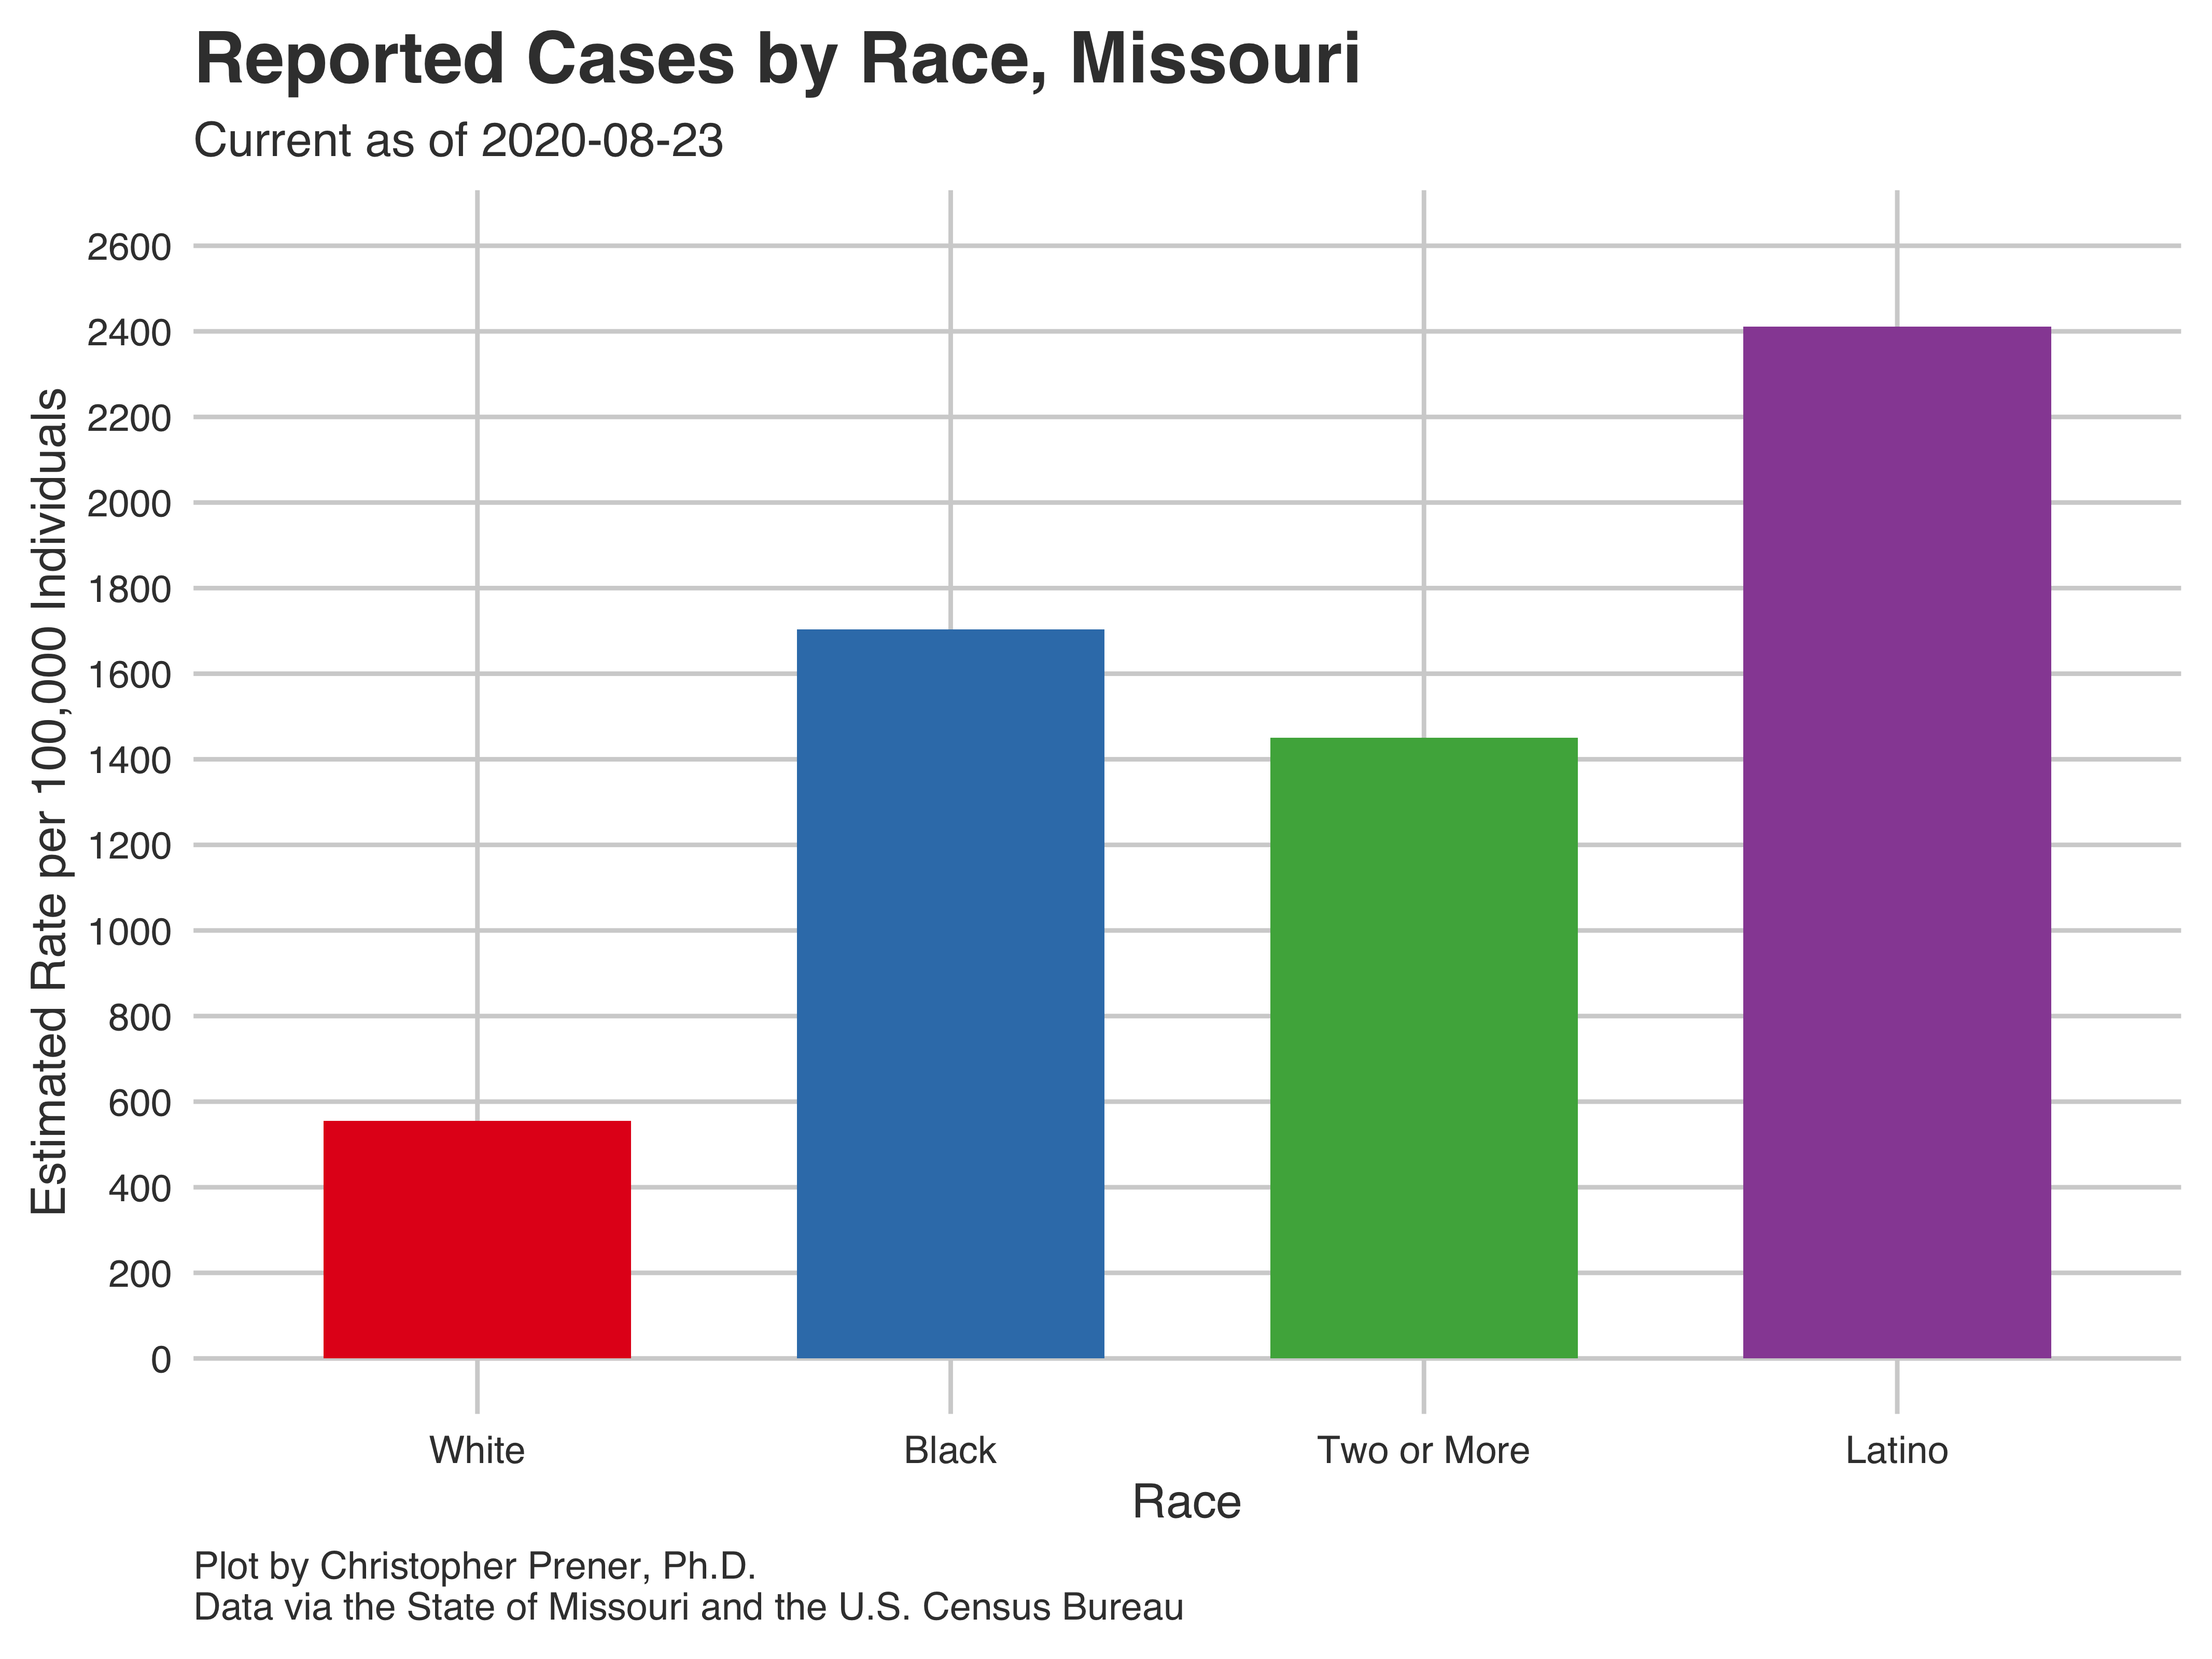 Reported Cases by Race, Missouri
Current as of 2020-08-23
Estimated Rate per 100,000 Individuals
2600
2400
2200
2000
1800
1600
1400
1200
1000
800
600
400
200
0
White Black Two or More Latino
Race
Plot by Christopher Prener, Ph.D.
Data via the State of Missouri and the U.S. Census Bureau